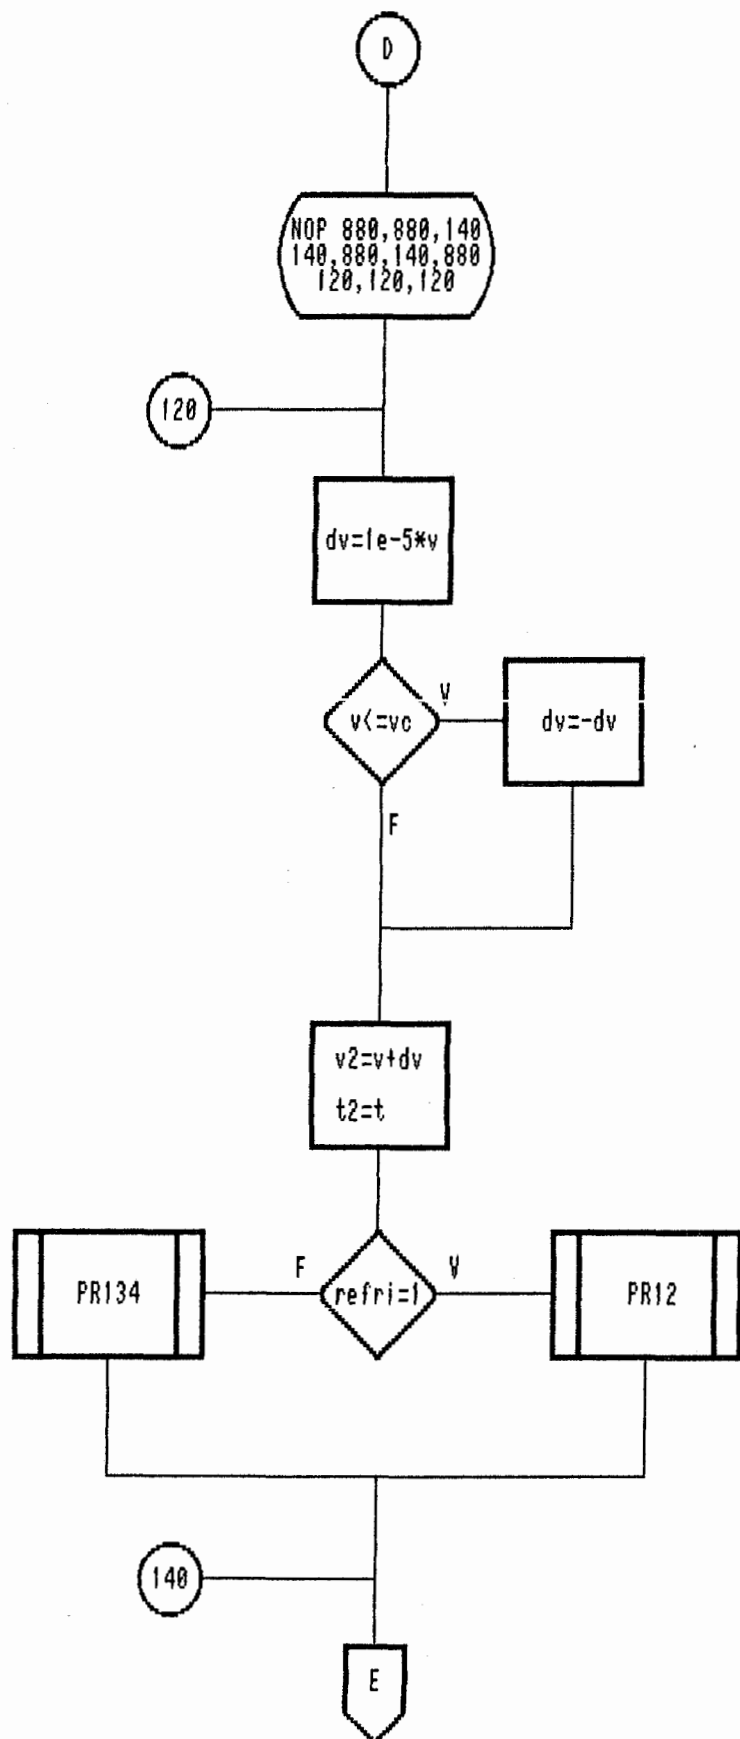 D
NOP 880,880,140
140,880,140,880
120,120,120
120
dv=1e-5*v
v<=vc
V
dv=-dv
F
v2=v+dv
t2=t
PR134
F
refri=1
V
PR12
140
E